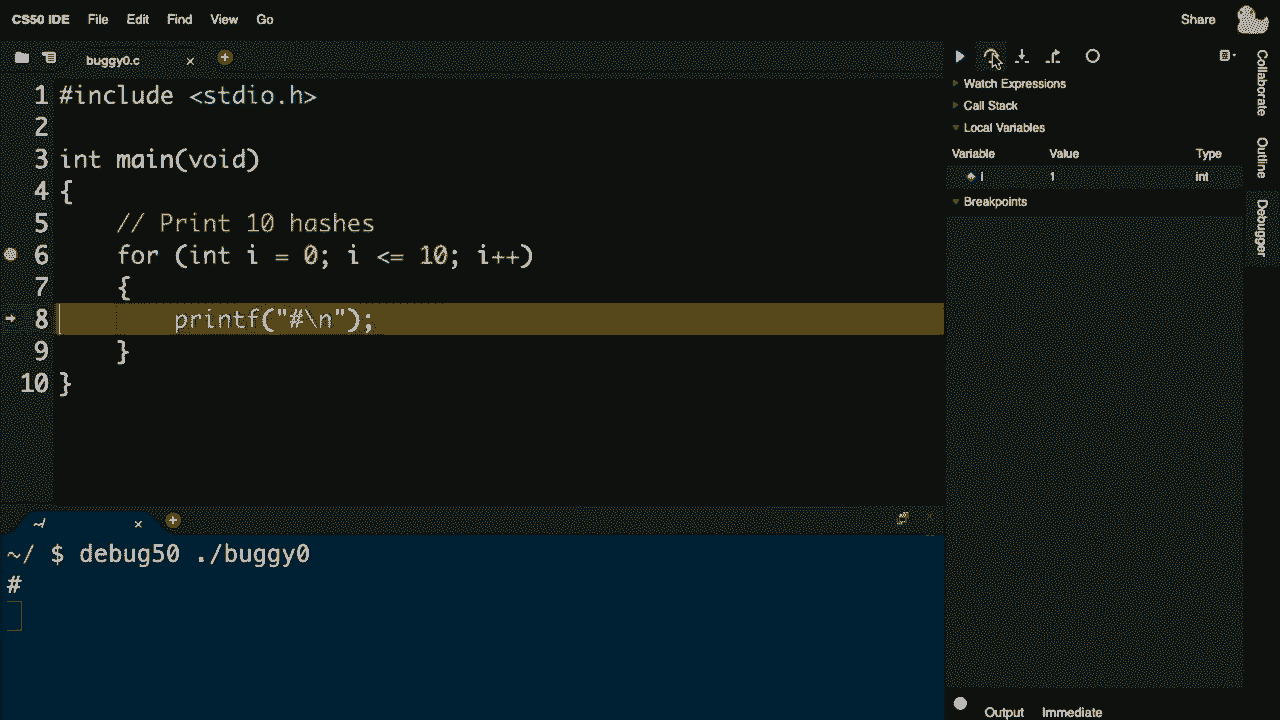 CS50 IDE File Edit Find View Go Share
buggy0.c
1 #include <stdio.h>
2
3 int main(void)
4 {
5 // Print 10 hashes
6 for (int i = 0; i <= 10; i++)
7 {
8 printf("#\n");
9 }
10 }
~/ $ debug50 ./buggy0
#
Watch Expressions
Call Stack
Local Variables
Variable Value Type
i 1 int
Breakpoints
Output Immediate
Collaborate
Outline
Debugger